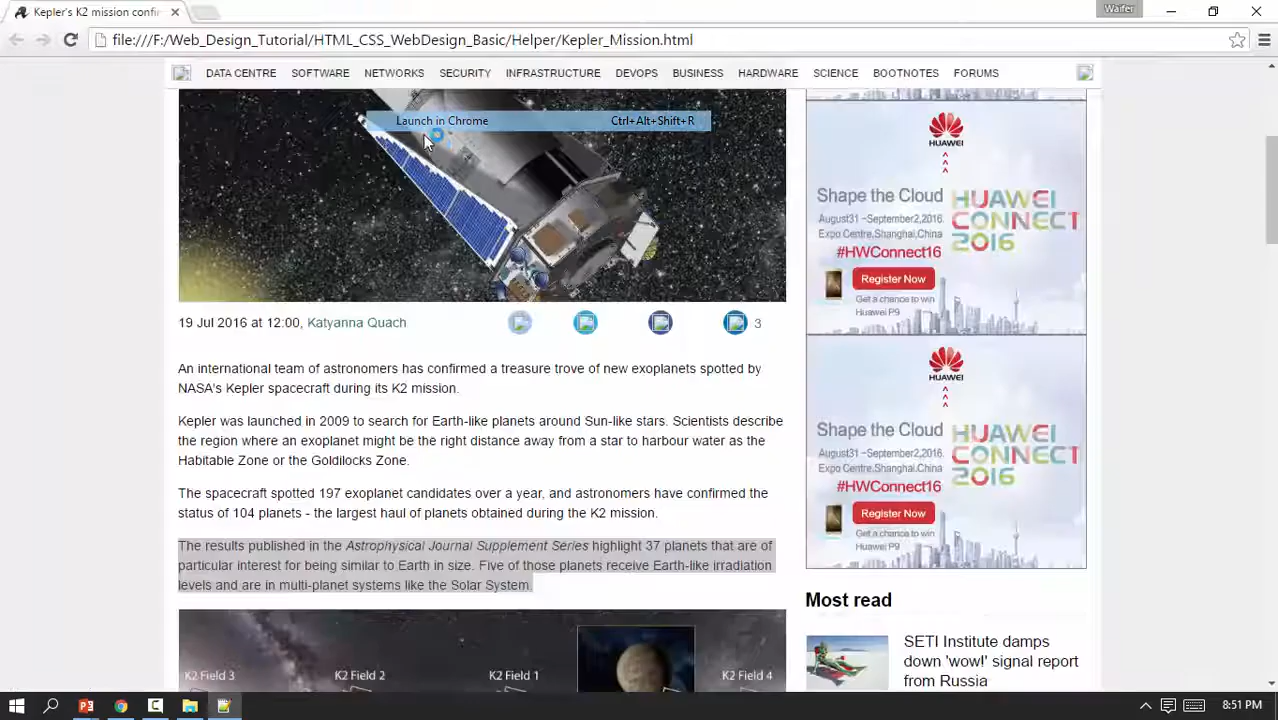 Kepler's K2 mission confi
Waifer
file:///F:/Web_Design_Tutorial/HTML_CSS_WebDesign_Basic/Helper/Kepler_Mission.html
DATA CENTRE SOFTWARE NETWORKS SECURITY INFRASTRUCTURE DEVOPS BUSINESS HARDWARE SCIENCE BOOTNOTES FORUMS
Launch in Chrome Ctrl+Alt+Shift+R
19 Jul 2016 at 12:00, Katyanna Quach
3
An international team of astronomers has confirmed a treasure trove of new exoplanets spotted by
NASA's Kepler spacecraft during its K2 mission.
Kepler was launched in 2009 to search for Earth-like planets around Sun-like stars. Scientists describe
the region where an exoplanet might be the right distance away from a star to harbour water as the
Habitable Zone or the Goldilocks Zone.
The spacecraft spotted 197 exoplanet candidates over a year, and astronomers have confirmed the
status of 104 planets - the largest haul of planets obtained during the K2 mission.
The results published in the Astrophysical Journal Supplement Series highlight 37 planets that are of
particular interest for being similar to Earth in size. Five of those planets receive Earth-like irradiation
levels and are in multi-planet systems like the Solar System.
K2 Field 3 K2 Field 2 K2 Field 1 K2 Field 4
HUAWEI
Shape the Cloud
August31 –September2,2016.
Expo Centre,Shanghai,China
#HWConnect16
HUAWEI
CONNECT
2016
Register Now
Get a chance to win
Huawei P9
HUAWEI
Shape the Cloud
August31 –September2,2016.
Expo Centre,Shanghai,China
#HWConnect16
HUAWEI
CONNECT
2016
Register Now
Get a chance to win
Huawei P9
Most read
SETI Institute damps
down 'wow!' signal report
from Russia
8:51 PM